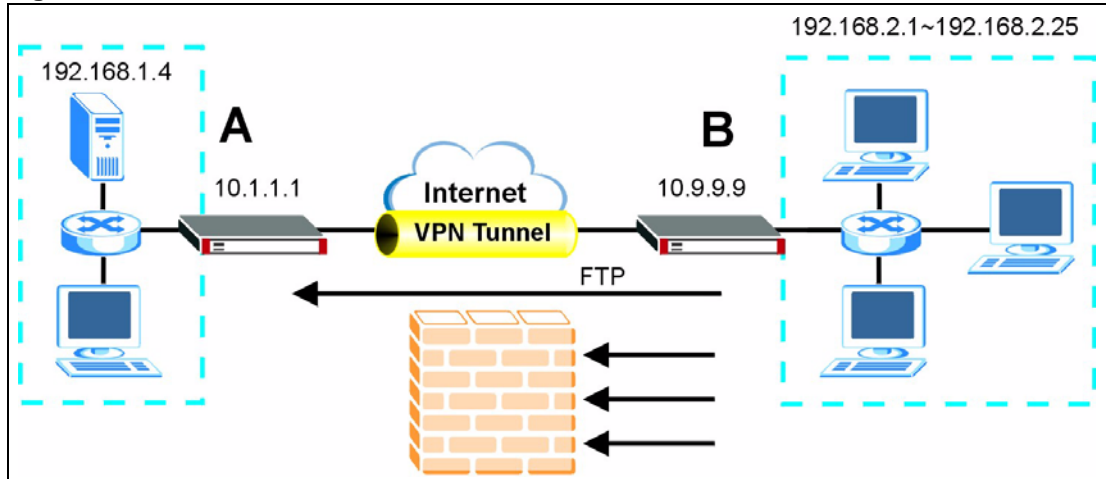 192.168.2.1~192.168.2.25
192.168.1.4
A
B
10.1.1.1
Internet
10.9.9.9
VPN Tunnel
FTP